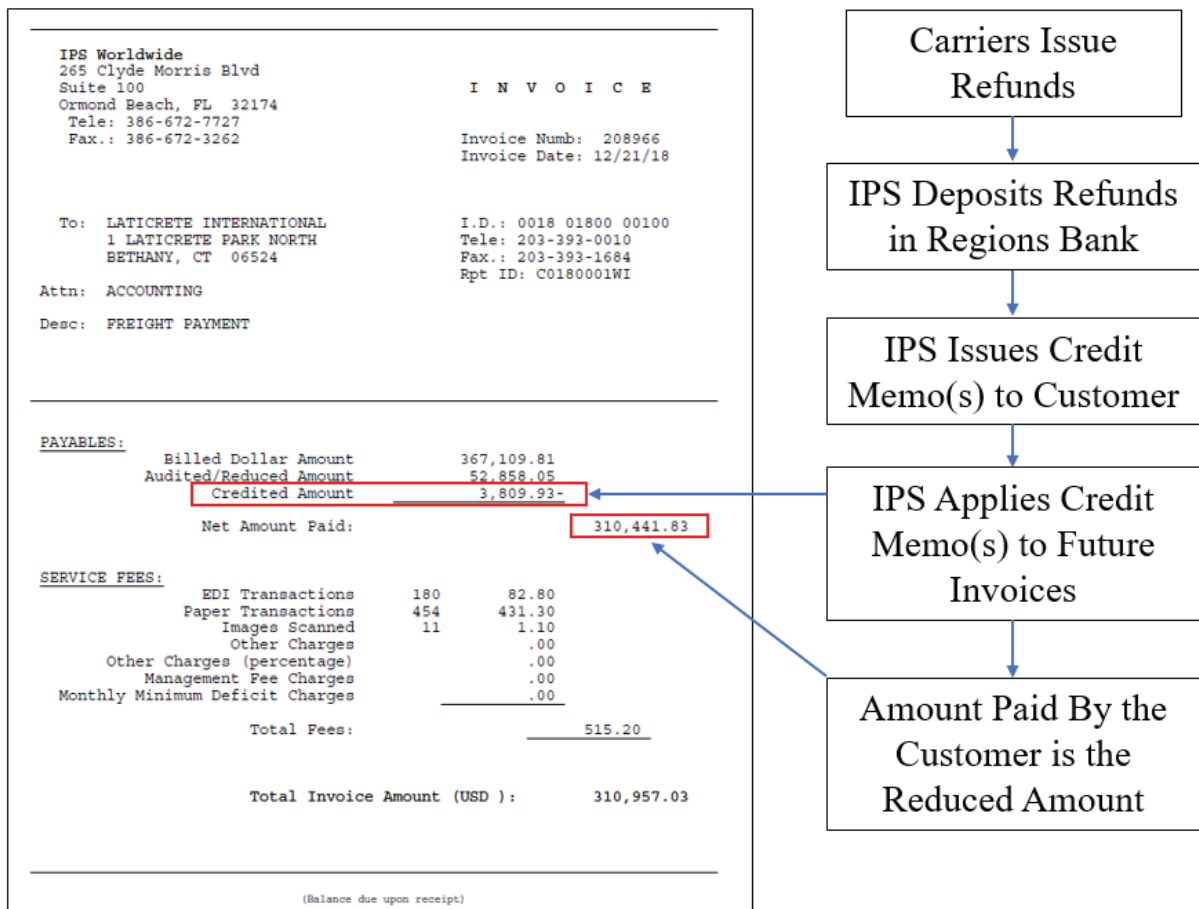 IPS Worldwide
265 Clyde Morris Blvd
Suite 100
I N V O I C E
Ormond Beach, FL 32174
Tele: 386-672-7727
Fax.: 386-672-3262
Invoice Numb: 208966
Invoice Date: 12/21/18
To: LATICRETE INTERNATIONAL
1 LATICRETE PARK NORTH
BETHANY, CT 06524
I.D.: 0018 01800 00100
Tele: 203-393-0010
Fax.: 203-393-1684
Rpt ID: C0180001WI
Attn: ACCOUNTING
Desc: FREIGHT PAYMENT
PAYABLES:
Billed Dollar Amount 367,109.81
Audited/Reduced Amount 52,858.05
Credited Amount 3,809.93-
Net Amount Paid: 310,441.83
SERVICE FEES:
EDI Transactions 180 82.80
Paper Transactions 454 431.30
Images Scanned 11 1.10
Other Charges .00
Other Charges (percentage) .00
Management Fee Charges .00
Monthly Minimum Deficit Charges .00
Total Fees: 515.20
Total Invoice Amount (USD ): 310,957.03
(Balance due upon receipt)
Carriers Issue
Refunds
IPS Deposits Refunds
in Regions Bank
IPS Issues Credit
Memo(s) to Customer
IPS Applies Credit
Memo(s) to Future
Invoices
Amount Paid By the
Customer is the
Reduced Amount